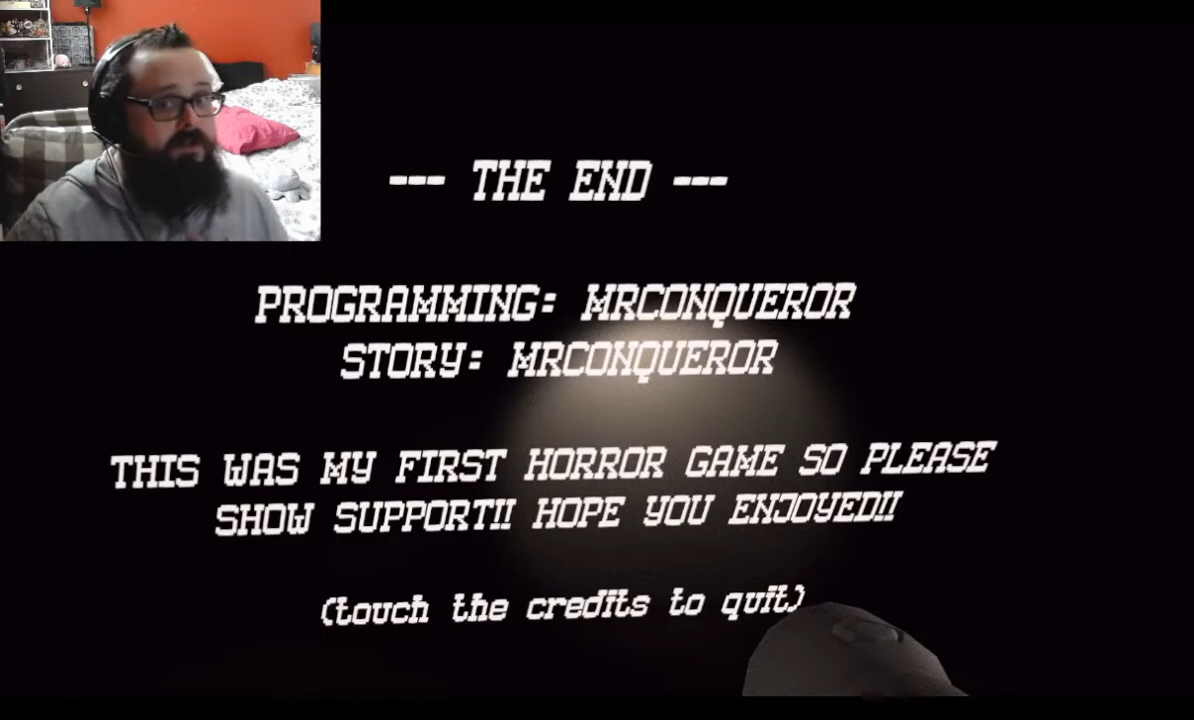 --- THE END ---
PROGRAMMING: MRCONQUEROR
STORY: MRCONQUEROR
THIS WAS MY FIRST HORROR GAME SO PLEASE
SHOW SUPPORT!! HOPE YOU ENJOYED!!
(touch the credits to quit)